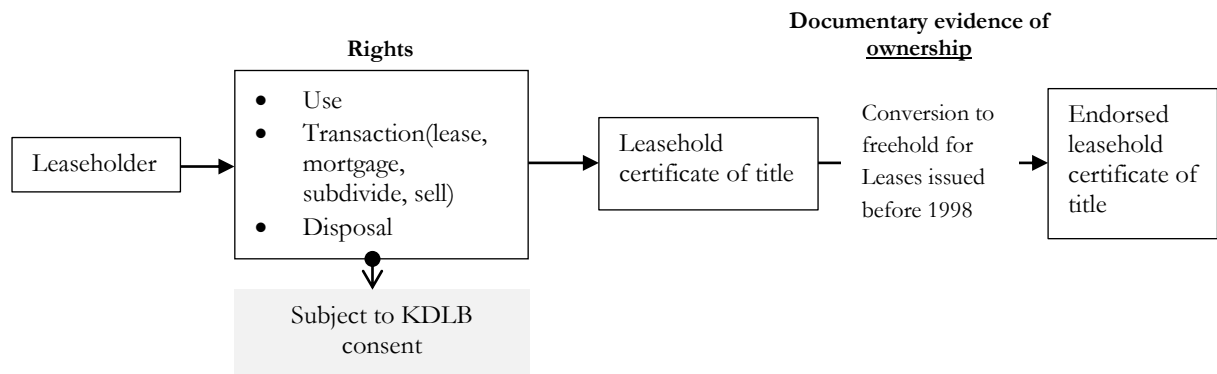 Documentary evidence of
ownership
Rights
Leaseholder
• Use
• Transaction(lease,
mortgage,
subdivide, sell)
• Disposal
Subject to KDLB
consent
Leasehold
certificate of title
Conversion to
freehold for
Leases issued
before 1998
Endorsed
leasehold
certificate of
title